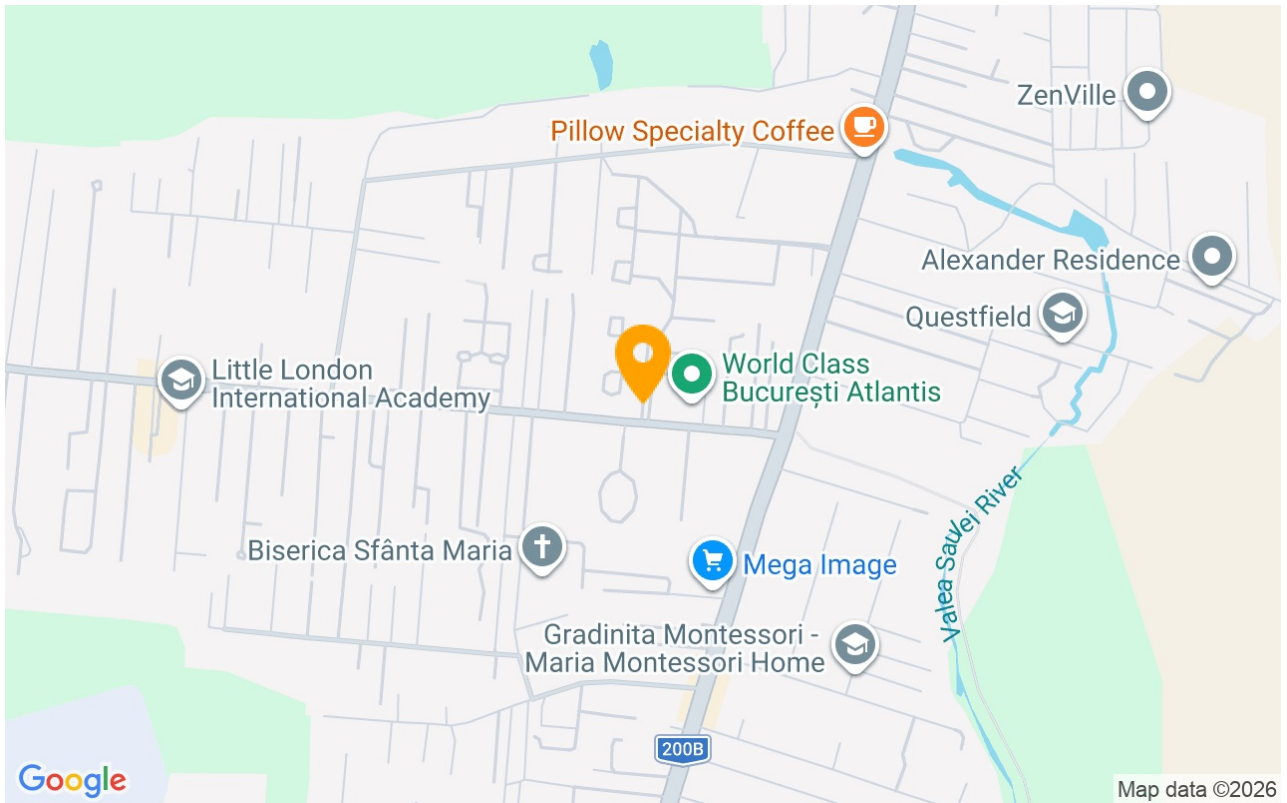 ZenVille
Pillow Specialty Coffee
Alexander Residence
Questfield
World Class
București Atlantis
Little London
International Academy
Valea Saulei River
Biserica Sfânta Maria
Mega Image
Gradinita Montessori -
Maria Montessori Home
200B
Google
Map data ©2026